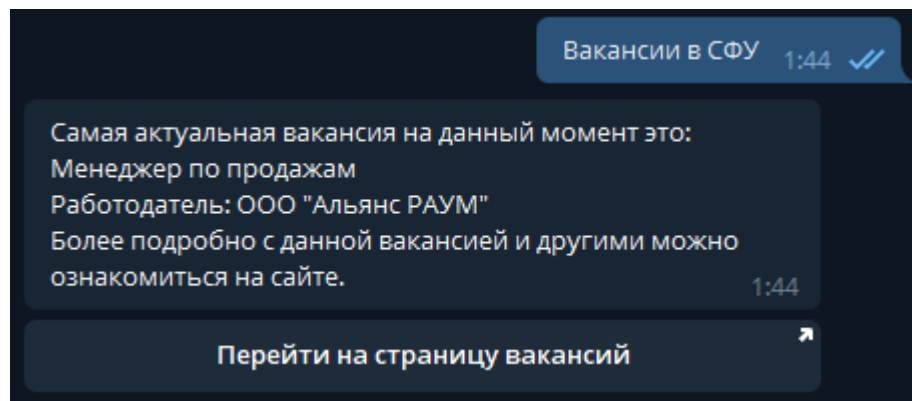 Вакансии в СФУ 1:44
Самая актуальная вакансия на данный момент это:
Менеджер по продажам
Работодатель: ООО "Альянс РАУМ"
Более подробно с данной вакансией и другими можно
ознакомиться на сайте.
1:44
Перейти на страницу вакансий